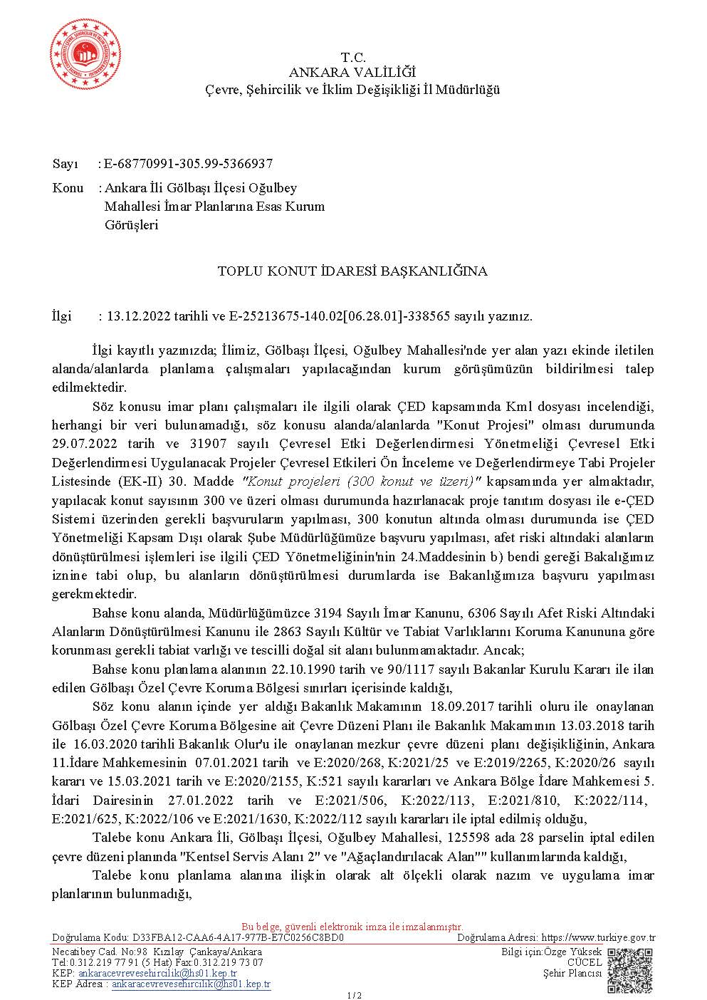 T.C.
ANKARA VALİLİĞİ
Çevre, Şehircilik ve İklim Değişikliği İl Müdürlüğü
Sayı : E-68770991-305.99-5366937
Konu : Ankara İli Gölbaşı İlçesi Oğulbey
Mahallesi İmar Planlarına Esas Kurum
Görüşleri
TOPLU KONUT İDARESİ BAŞKANLIĞINA
İlgi : 13.12.2022 tarihli ve E-25213675-140.02[06.28.01]-338565 sayılı yazınız.
İlgi kayıtlı yazınızda; İlimiz, Gölbaşı İlçesi, Oğulbey Mahallesi'nde yer alan yazı ekinde iletilen
alanda/alanlarda planlama çalışmaları yapılacağından kurum görüşümüzün bildirilmesi talep
edilmektedir.
Söz konusu imar planı çalışmaları ile ilgili olarak ÇED kapsamında Kml dosyası incelendiği,
herhangi bir veri bulunamadığı, söz konusu alanda/alanlarda "Konut Projesi" olması durumunda
29.07.2022 tarih ve 31907 sayılı Çevresel Etki Değerlendirmesi Yönetmeliği Çevresel Etki
Değerlendirmesi Uygulanacak Projeler Çevresel Etkileri Ön İnceleme ve Değerlendirmeye Tabi Projeler
Listesinde (EK-II) 30. Madde "Konut projeleri (300 konut ve üzeri)" kapsamında yer almaktadır,
yapılacak konut sayısının 300 ve üzeri olması durumunda hazırlanacak proje tanıtım dosyası ile e-ÇED
Sistemi üzerinden gerekli başvuruların yapılması, 300 konutun altında olması durumunda ise ÇED
Yönetmeliği Kapsam Dışı olarak Şube Müdürlüğümüze başvuru yapılması, afet riski altındaki alanların
dönüştürülmesi işlemleri ise ilgili ÇED Yönetmeliğinin'nin 24.Maddesinin b) bendi gereği Bakalığımız
iznine tabi olup, bu alanların dönüştürülmesi durumlarda ise Bakanlığımıza başvuru yapılması
gerekmektedir.
Bahse konu alanda, Müdürlüğümüzce 3194 Sayılı İmar Kanunu, 6306 Sayılı Afet Riski Altındaki
Alanların Dönüştürülmesi Kanunu ile 2863 Sayılı Kültür ve Tabiat Varlıklarını Koruma Kanununa göre
korunması gerekli tabiat varlığı ve tescilli doğal sit alanı bulunmamaktadır. Ancak;
Bahse konu planlama alanının 22.10.1990 tarih ve 90/1117 sayılı Bakanlar Kurulu Kararı ile ilan
edilen Gölbaşı Özel Çevre Koruma Bölgesi sınırları içerisinde kaldığı,
Söz konu alanın içinde yer aldığı Bakanlık Makamının 18.09.2017 tarihli oluru ile onaylanan
Gölbaşı Özel Çevre Koruma Bölgesine ait Çevre Düzeni Planı ile Bakanlık Makamının 13.03.2018 tarih
ile 16.03.2020 tarihli Bakanlık Olur'u ile onaylanan mezkur çevre düzeni planı değişikliğinin, Ankara
11.İdare Mahkemesinin 07.01.2021 tarih ve E:2020/268, K:2021/25 ve E:2019/2265, K:2020/26 sayılı
kararı ve 15.03.2021 tarih ve E:2020/2155, K:521 sayılı kararları ve Ankara Bölge İdare Mahkemesi 5.
İdari Dairesinin 27.01.2022 tarih ve E:2021/506, K:2022/113, E:2021/810, K:2022/114,
E:2021/625, K:2022/106 ve E:2021/1630, K:2022/112 sayılı kararları ile iptal edilmiş olduğu,
Talebe konu Ankara İli, Gölbaşı İlçesi, Oğulbey Mahallesi, 125598 ada 28 parselin iptal edilen
çevre düzeni planında "Kentsel Servis Alanı 2" ve "Ağaçlandırılacak Alan"" kullanımlarında kaldığı,
Talebe konu planlama alanına ilişkin olarak alt ölçekli olarak nazım ve uygulama imar
planlarının bulunmadığı,
Bu belge, güvenli elektronik imza ile imzalanmıştır.
Doğrulama Kodu: D33FBA12-CAA6-4A17-977B-E7C0256C8BD0 Doğrulama Adresi: https://www.turkiye.gov.tr
Necatibey Cad. No:98 Kızılay Çankaya/Ankara Bilgi için:Özge Yüksek
Tel:0.312.219 77 91 (5 Hat) Fax:0.312.219 73 07 CÜCEL
KEP: ankaracevrevesehircilik@hs01.kep.tr Şehir Plancısı
KEP Adresi : ankaracevrevesehircilik@hs01.kep.tr
1 / 2